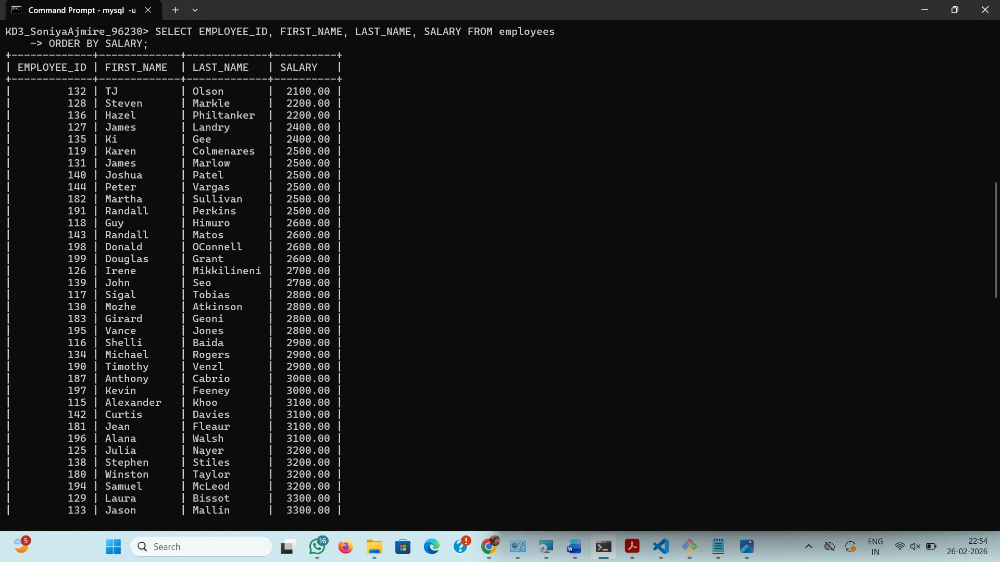 Command Prompt - mysql -u
KD3_SoniyaAjmire_96230> SELECT EMPLOYEE_ID, FIRST_NAME, LAST_NAME, SALARY FROM employees
    -> ORDER BY SALARY;
+-------------+-------------+-------------+----------+
| EMPLOYEE_ID | FIRST_NAME  | LAST_NAME   | SALARY   |
+-------------+-------------+-------------+----------+
|         132 | TJ          | Olson       |  2100.00 |
|         128 | Steven      | Markle      |  2200.00 |
|         136 | Hazel       | Philtanker  |  2200.00 |
|         127 | James       | Landry      |  2400.00 |
|         135 | Ki          | Gee         |  2400.00 |
|         119 | Karen       | Colmenares  |  2500.00 |
|         131 | James       | Marlow      |  2500.00 |
|         140 | Joshua      | Patel       |  2500.00 |
|         144 | Peter       | Vargas      |  2500.00 |
|         182 | Martha      | Sullivan    |  2500.00 |
|         191 | Randall     | Perkins     |  2500.00 |
|         118 | Guy         | Himuro      |  2600.00 |
|         143 | Randall     | Matos       |  2600.00 |
|         198 | Donald      | OConnell    |  2600.00 |
|         199 | Douglas     | Grant       |  2600.00 |
|         126 | Irene       | Mikkilineni |  2700.00 |
|         139 | John        | Seo         |  2700.00 |
|         117 | Sigal       | Tobias      |  2800.00 |
|         130 | Mozhe       | Atkinson    |  2800.00 |
|         183 | Girard      | Geoni       |  2800.00 |
|         195 | Vance       | Jones       |  2800.00 |
|         116 | Shelli      | Baida       |  2900.00 |
|         134 | Michael     | Rogers      |  2900.00 |
|         190 | Timothy     | Venzl       |  2900.00 |
|         187 | Anthony     | Cabrio      |  3000.00 |
|         197 | Kevin       | Feeney      |  3000.00 |
|         115 | Alexander   | Khoo        |  3100.00 |
|         142 | Curtis      | Davies      |  3100.00 |
|         181 | Jean        | Fleaur      |  3100.00 |
|         196 | Alana       | Walsh       |  3100.00 |
|         125 | Julia       | Nayer       |  3200.00 |
|         138 | Stephen     | Stiles      |  3200.00 |
|         180 | Winston     | Taylor      |  3200.00 |
|         194 | Samuel      | McLeod      |  3200.00 |
|         129 | Laura       | Bissot      |  3300.00 |
|         133 | Jason       | Mallin      |  3300.00 |
5
Search
16
ENG
IN
22:54
26-02-2026